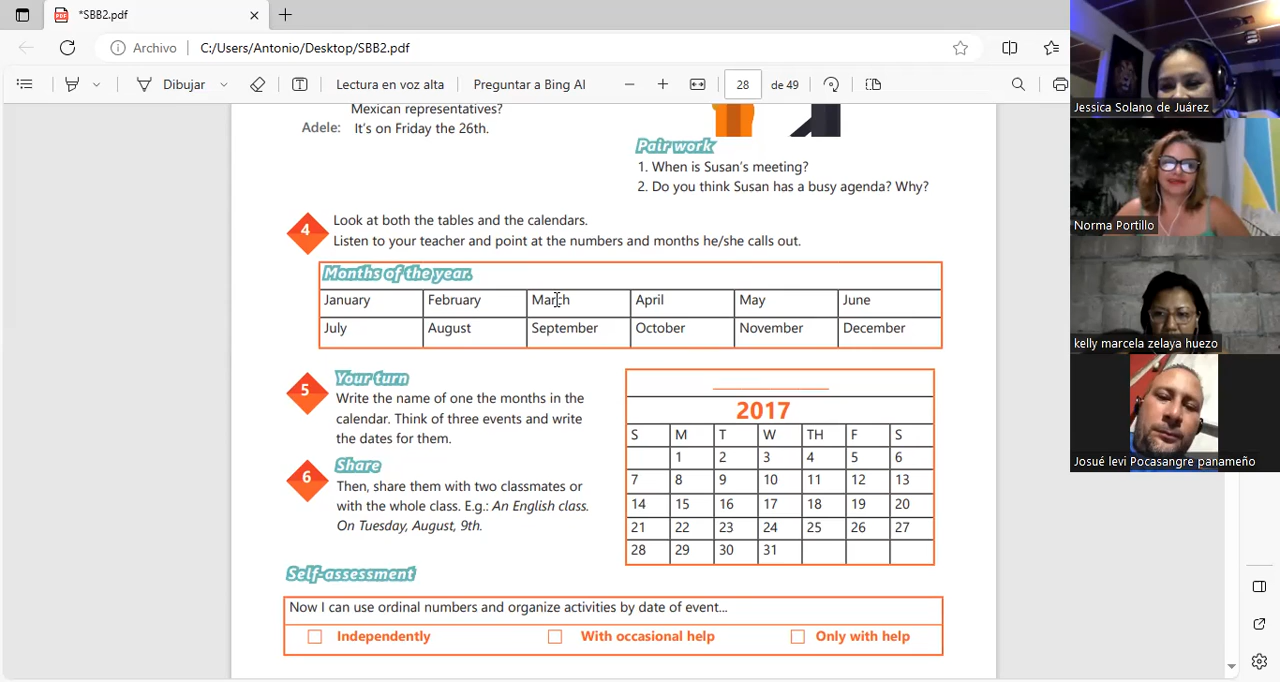 *SBB2.pdf
Archivo
C:/Users/Antonio/Desktop/SBB2.pdf
Dibujar
Lectura en voz alta
Preguntar a Bing AI
28
de 49
Mexican representatives?
Adele: It's on Friday the 26th.
Pair work
1. When is Susan's meeting?
2. Do you think Susan has a busy agenda? Why?
4
Look at both the tables and the calendars.
Listen to your teacher and point at the numbers and months he/she calls out.
Months of the year.
January February March April May June
July August September October November December
5
Your turn
Write the name of one the months in the
calendar. Think of three events and write
the dates for them.
6
Share
Then, share them with two classmates or
with the whole class. E.g.: An English class.
On Tuesday, August, 9th.
2017
S M T W TH F S
1 2 3 4 5 6
7 8 9 10 11 12 13
14 15 16 17 18 19 20
21 22 23 24 25 26 27
28 29 30 31
Self-assessment
Now I can use ordinal numbers and organize activities by date of event...
Independently
With occasional help
Only with help
Jessica Solano de Juárez
Norma Portillo
kelly marcela zelaya huezo
Josué levi Pocasangre panameño